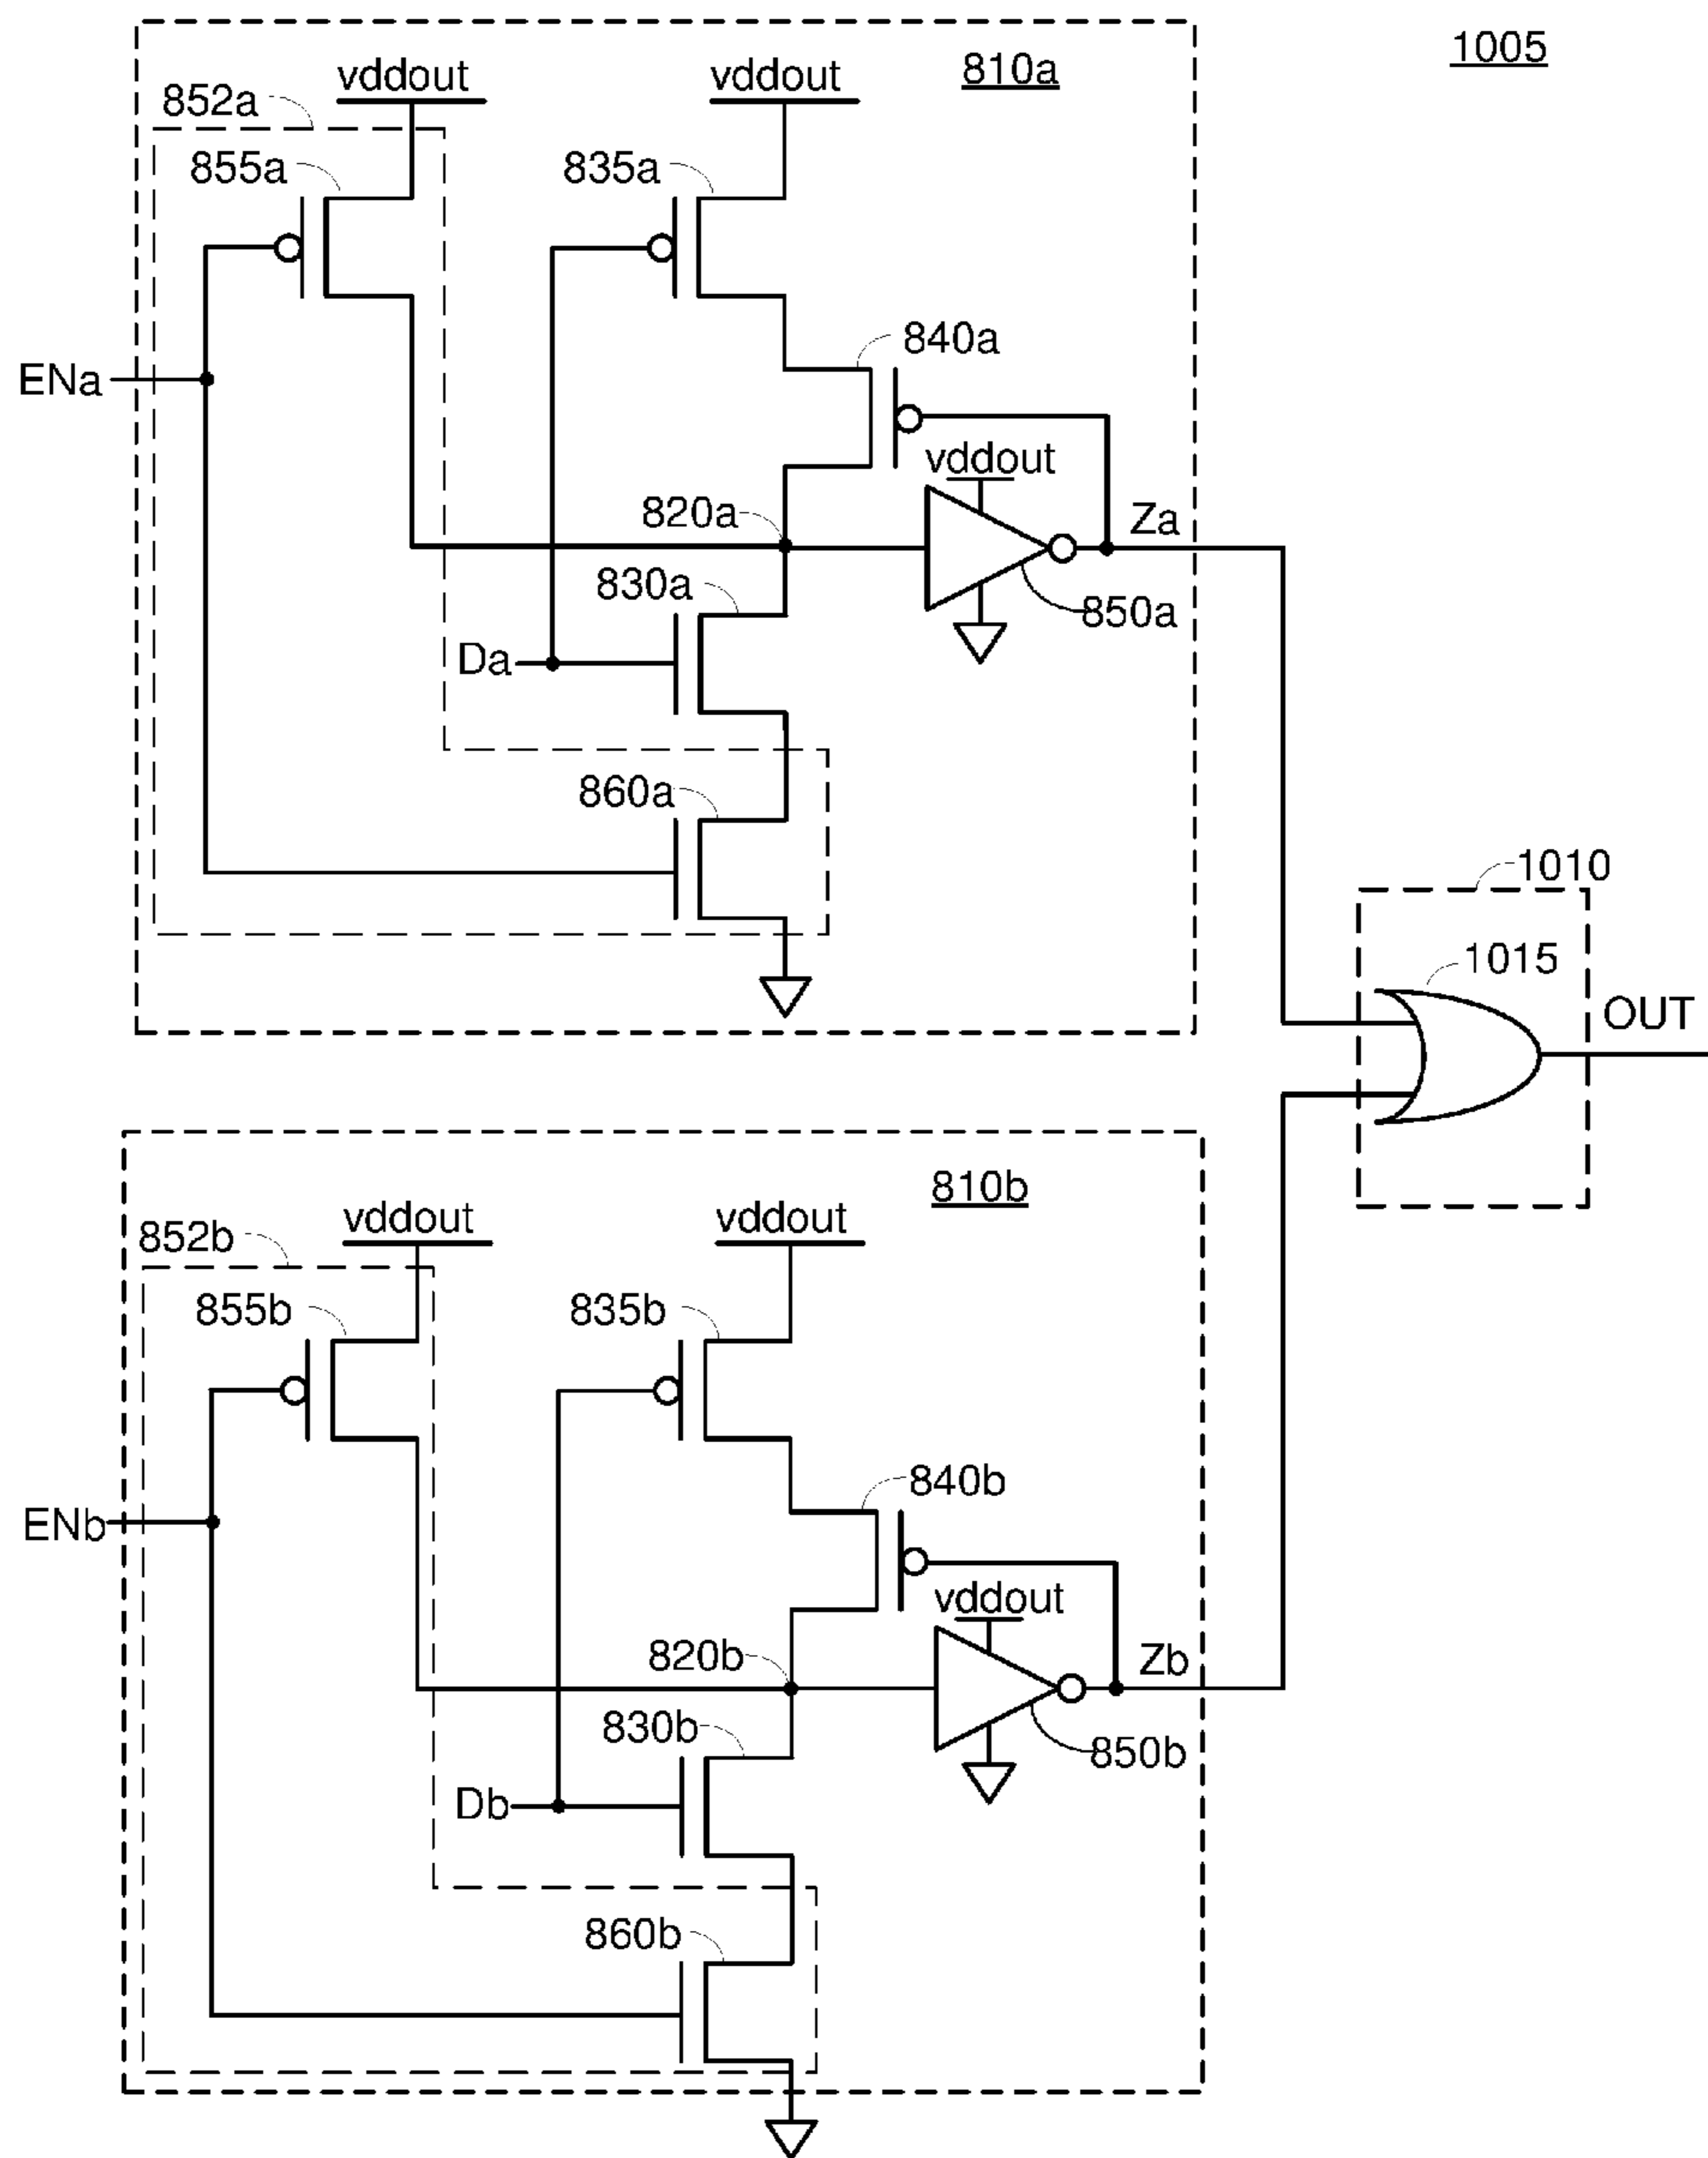 1005
810a
vddout
vddout
852a
855a
835a
840a
ENa
vddout
820a
Za
830a
850a
Da
860a
1010
1015
OUT
810b
vddout
vddout
852b
855b
835b
840b
ENb
vddout
820b
Zb
830b
850b
Db
860b